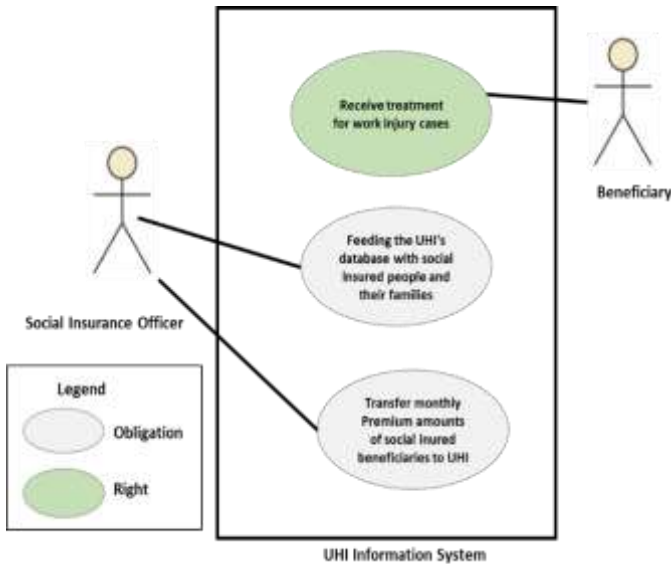 Receive treatment
for work injury cases
Beneficiary
Feeding the UHI's
database with social
insured people and
their families
Social Insurance Officer
Legend
Obligation
Right
Transfer monthly
Premium amounts
of social inured
beneficiaries to UHI
UHI Information System